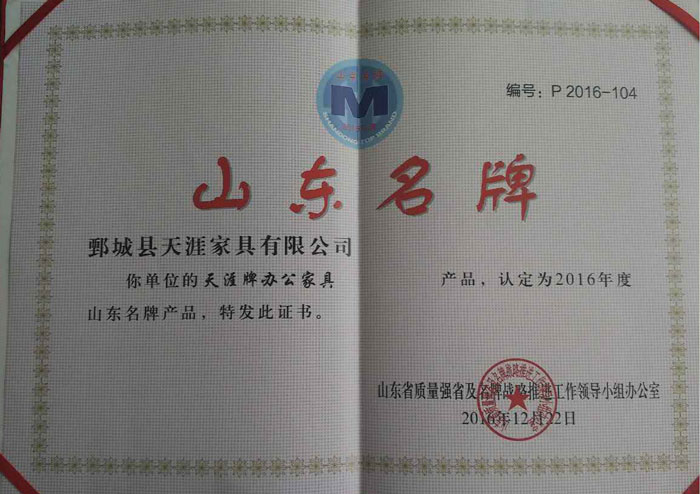 编号：P 2016-104
M
SHANDONG TOP BRAND
山东名牌
鄄城县天涯家具有限公司
你单位的天涯牌办公家具 产品，认定为2016年度
山东名牌产品，特发此证书。
山东省质量强省及名牌战略推进工作领导小组办公室
2016年12月22日